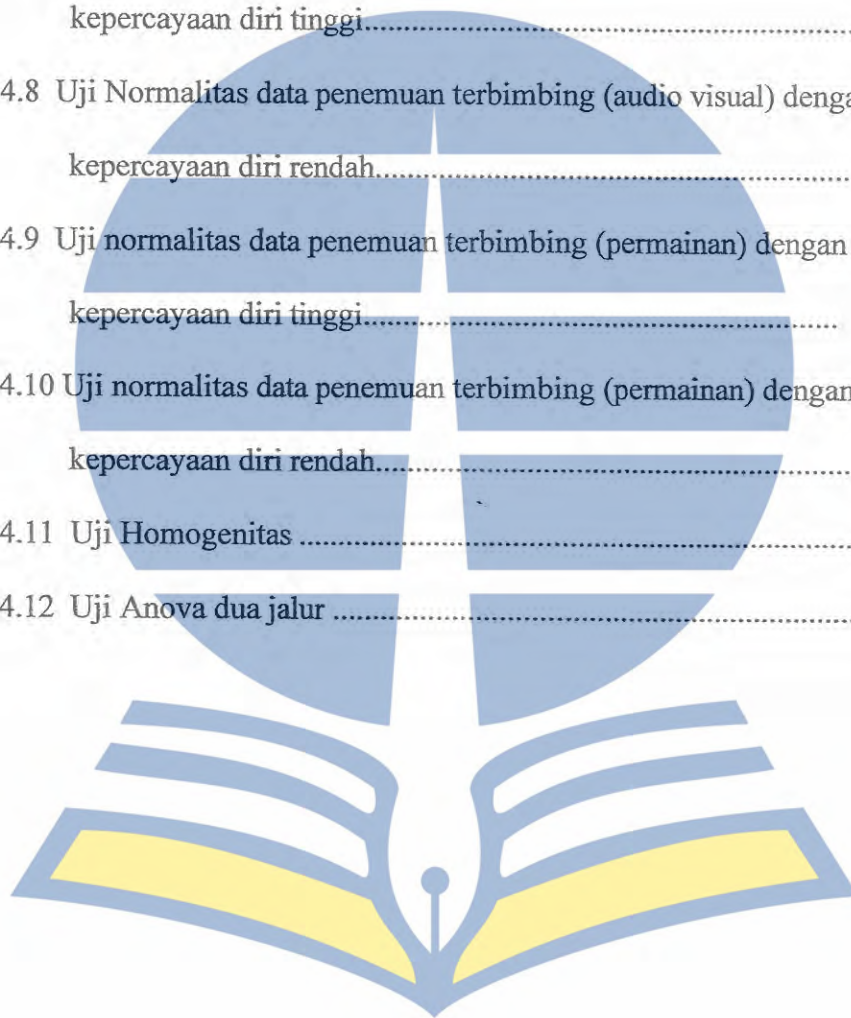 kepercayaan diri tinggi................................................................
4.8 Uji Normalitas data penemuan terbimbing (audio visual) denga
kepercayaan diri rendah................................................................
4.9 Uji normalitas data penemuan terbimbing (permainan) dengan
kepercayaan diri tinggi................................................................
4.10 Uji normalitas data penemuan terbimbing (permainan) dengan
kepercayaan diri rendah................................................................
4.11 Uji Homogenitas ................................................................
4.12 Uji Anova dua jalur ................................................................